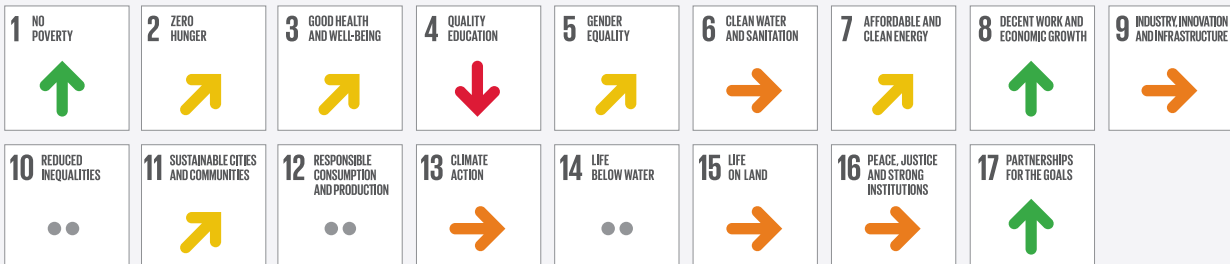 1 NO
POVERTY
2 ZERO
HUNGER
3 GOOD HEALTH
AND WELL-BEING
4 QUALITY
EDUCATION
5 GENDER
EQUALITY
6 CLEAN WATER
AND SANITATION
7 AFFORDABLE AND
CLEAN ENERGY
8 DECENT WORK AND
ECONOMIC GROWTH
9 INDUSTRY, INNOVATION
AND INFRASTRUCTURE
10 REDUCED
INEQUALITIES
11 SUSTAINABLE CITIES
AND COMMUNITIES
12 RESPONSIBLE
CONSUMPTION
AND PRODUCTION
13 CLIMATE
ACTION
14 LIFE
BELOW WATER
15 LIFE
ON LAND
16 PEACE, JUSTICE
AND STRONG
INSTITUTIONS
17 PARTNERSHIPS
FOR THE GOALS